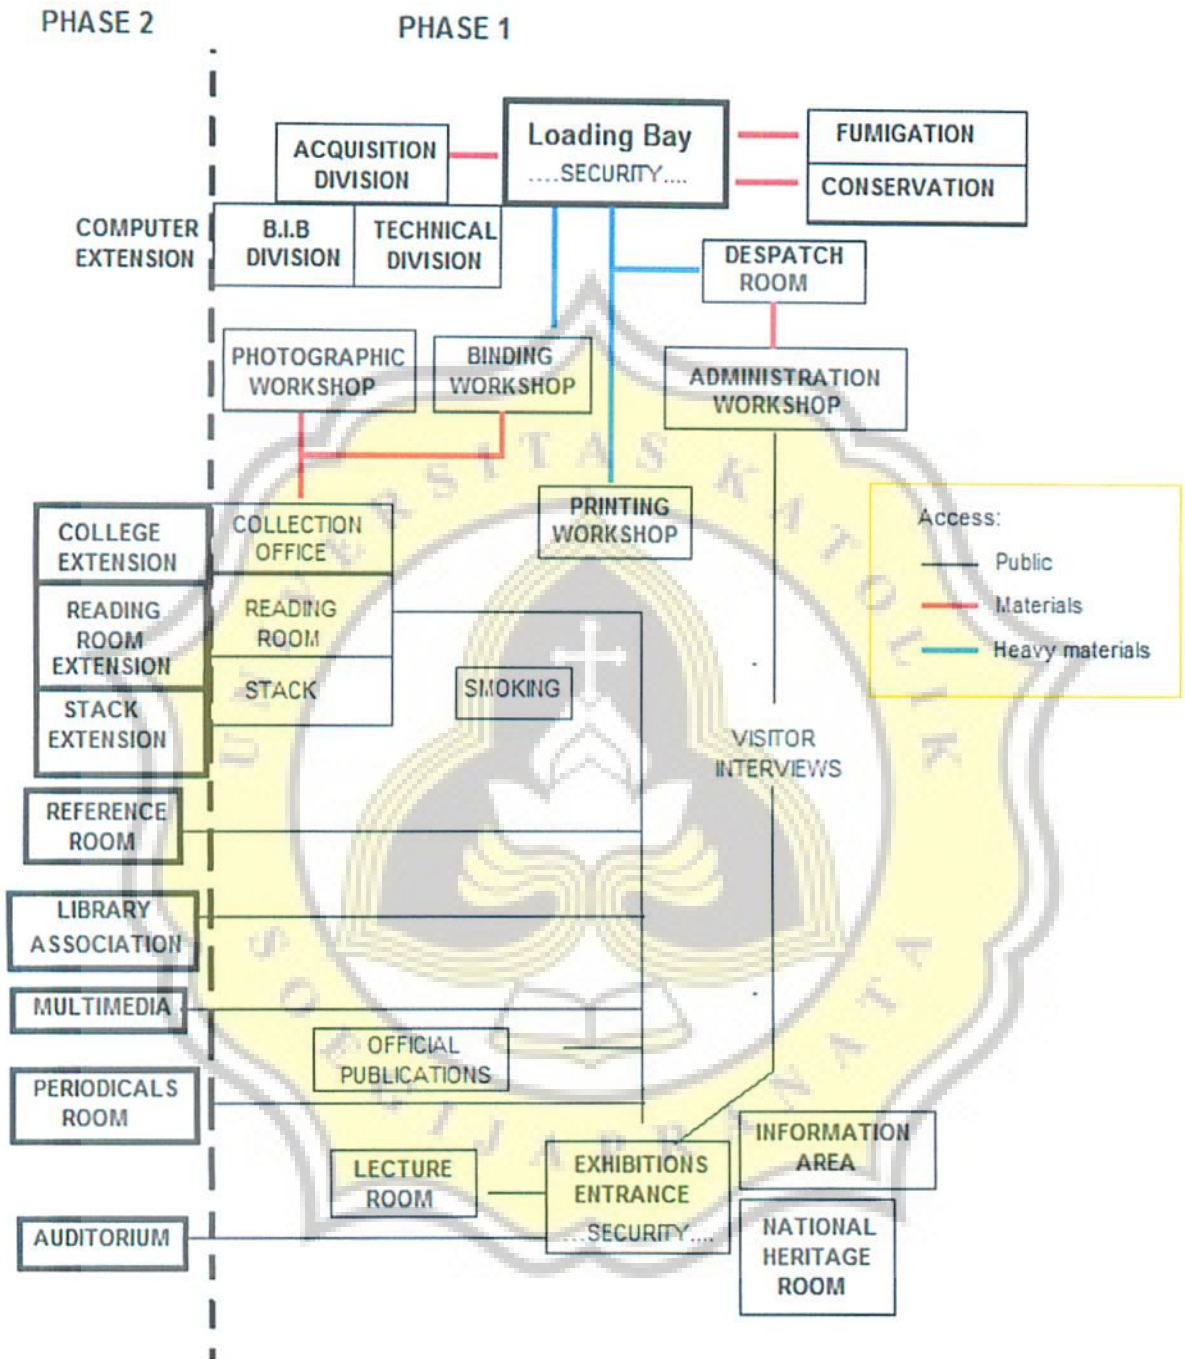 PHASE 2
PHASE 1
Loading Bay
....SECURITY....
ACQUISITION
DIVISION
FUMIGATION
CONSERVATION
COMPUTER
EXTENSION
B.I.B
DIVISION
TECHNICAL
DIVISION
DESPATCH
ROOM
PHOTOGRAPHIC
WORKSHOP
BINDING
WORKSHOP
ADMINISTRATION
WORKSHOP
PRINTING
WORKSHOP
Access:
Public
Materials
Heavy materials
COLLEGE
EXTENSION
COLLECTION
OFFICE
READING
ROOM
EXTENSION
READING
ROOM
STACK
EXTENSION
STACK
SMOKING
VISITOR
INTERVIEWS
REFERENCE
ROOM
LIBRARY
ASSOCIATION
MULTIMEDIA
OFFICIAL
PUBLICATIONS
PERIODICALS
ROOM
LECTURE
ROOM
EXHIBITIONS
ENTRANCE
....SECURITY....
INFORMATION
AREA
AUDITORIUM
NATIONAL
HERITAGE
ROOM
UNIVERSITAS KATOLIK
SOEGIJAPRANATA